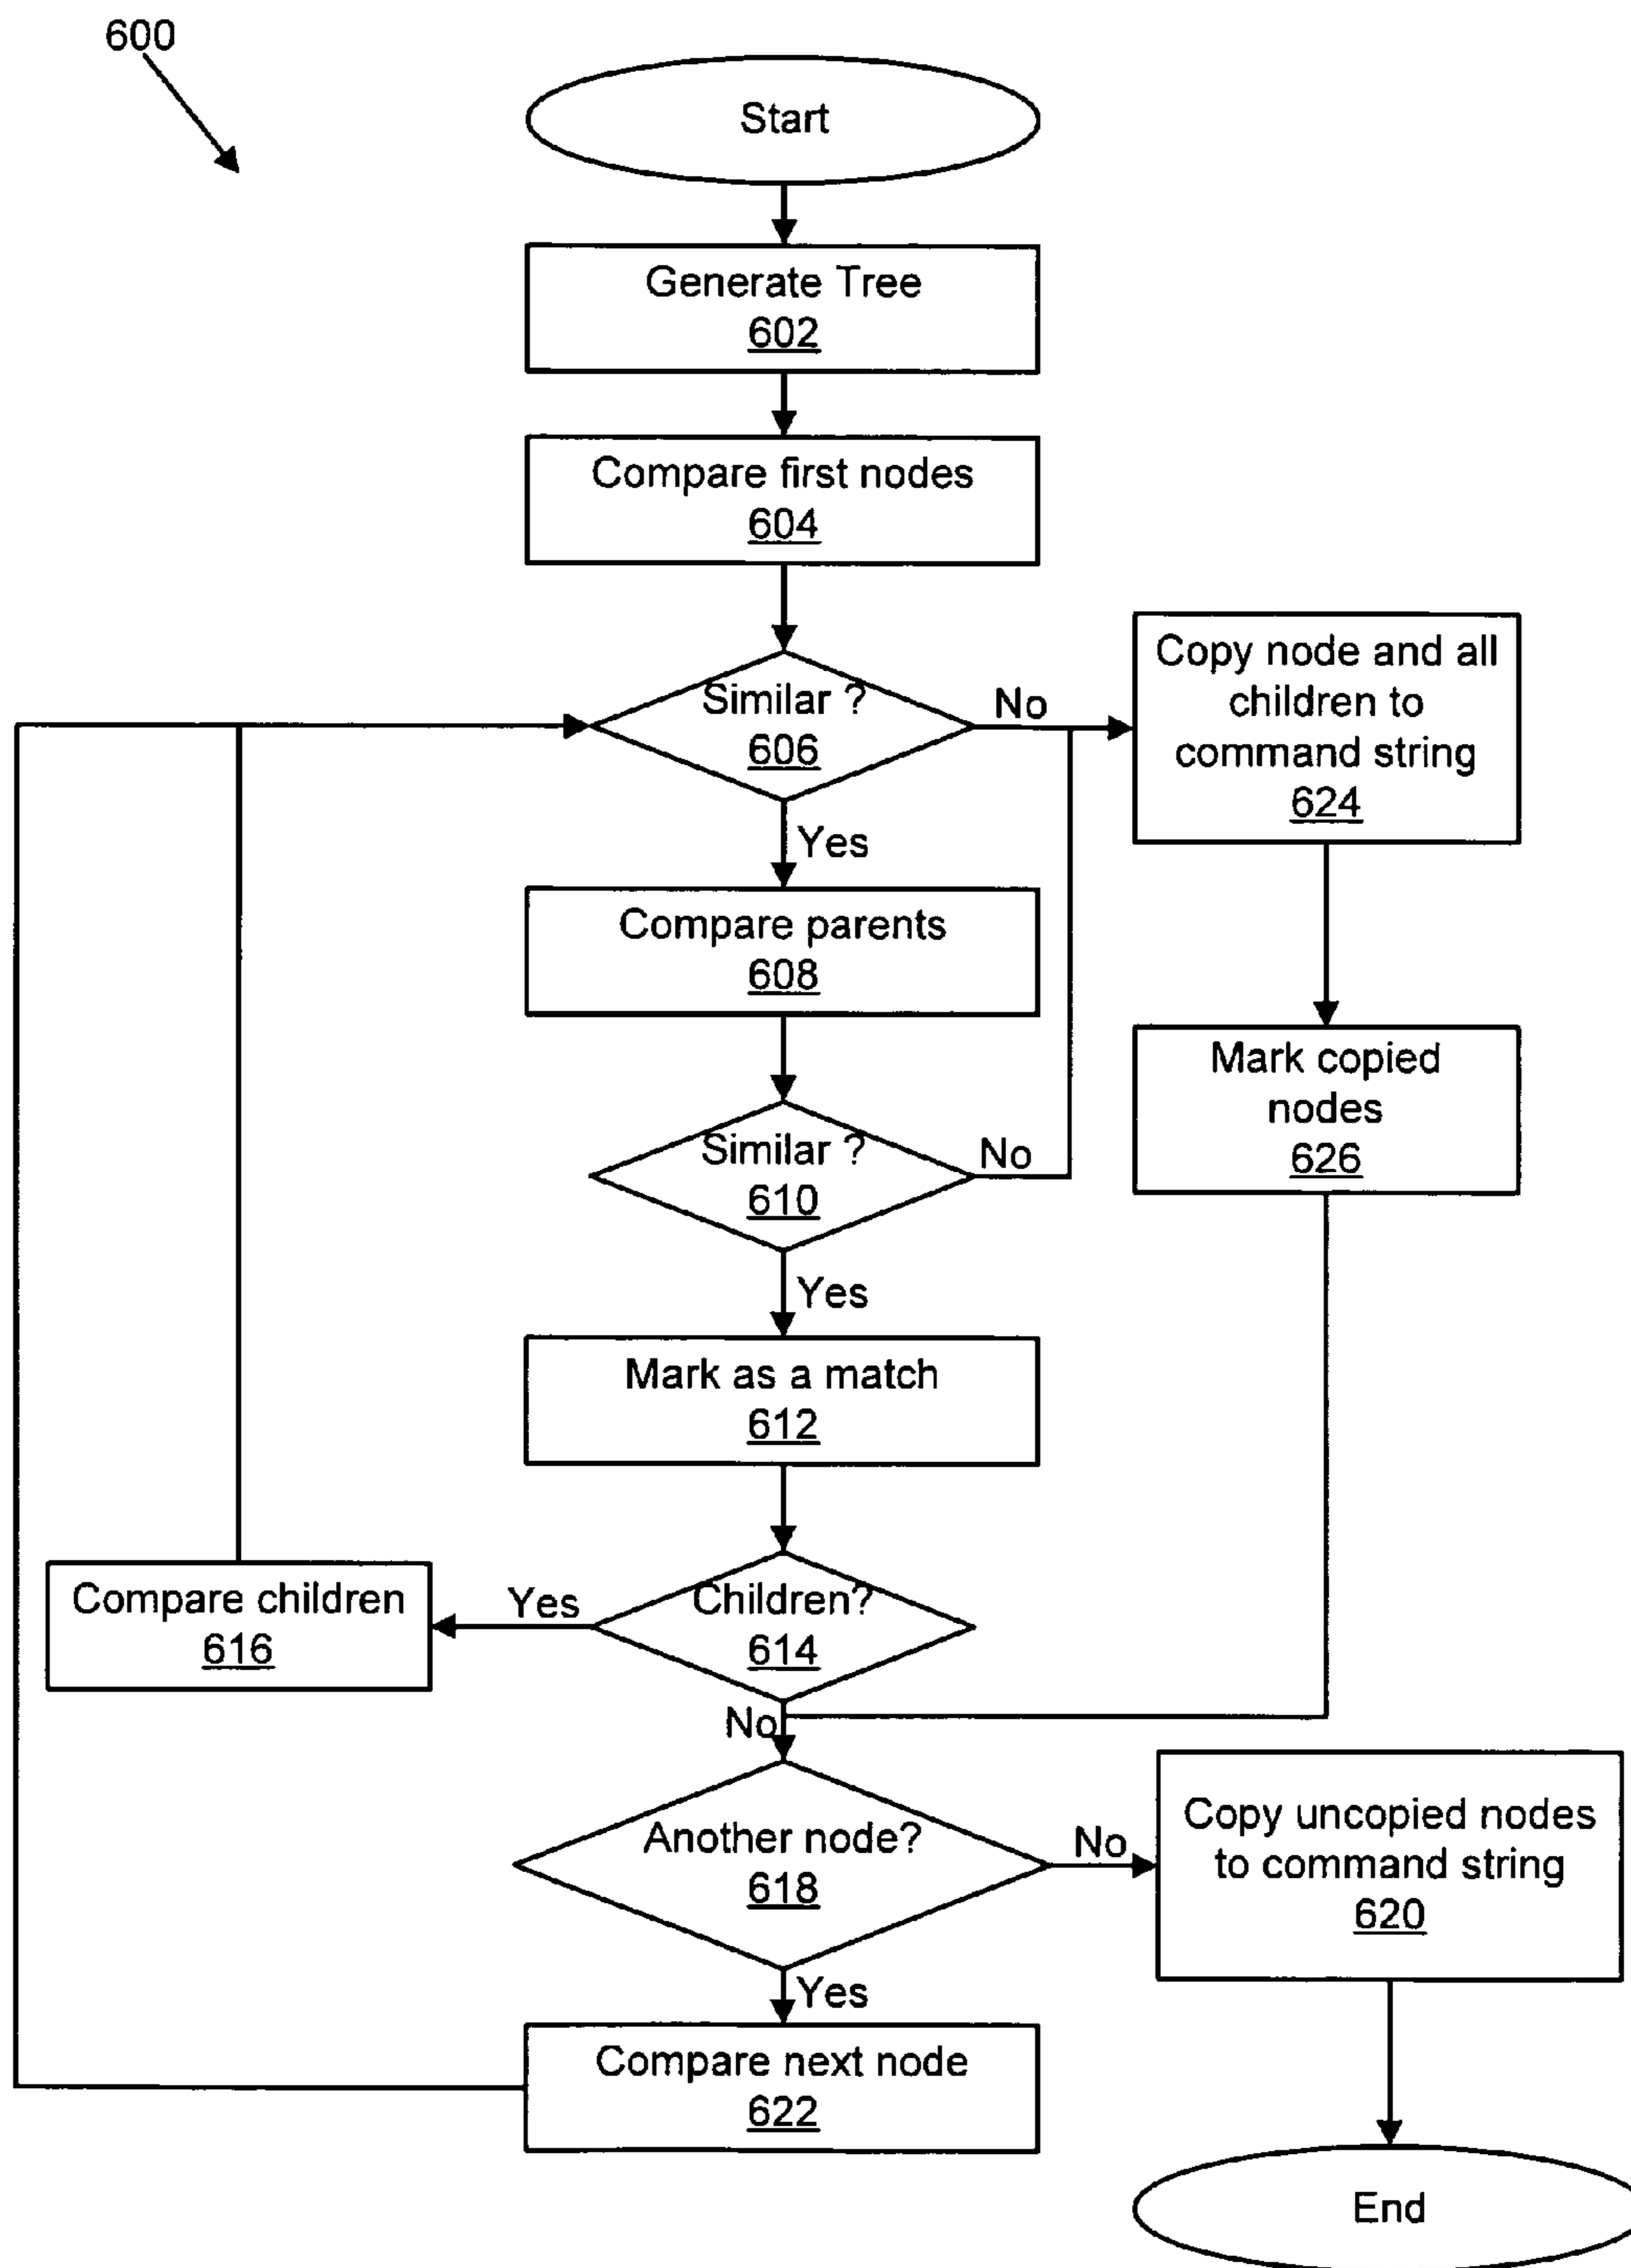 600
Start
Generate Tree
602
Compare first nodes
604
Similar ?
606
No
Yes
Copy node and all
children to
command string
624
Compare parents
608
Mark copied
nodes
626
Similar ?
610
No
Yes
Mark as a match
612
Children?
614
Yes
No
Compare children
616
Another node?
618
No
Yes
Copy uncopied nodes
to command string
620
Compare next node
622
End